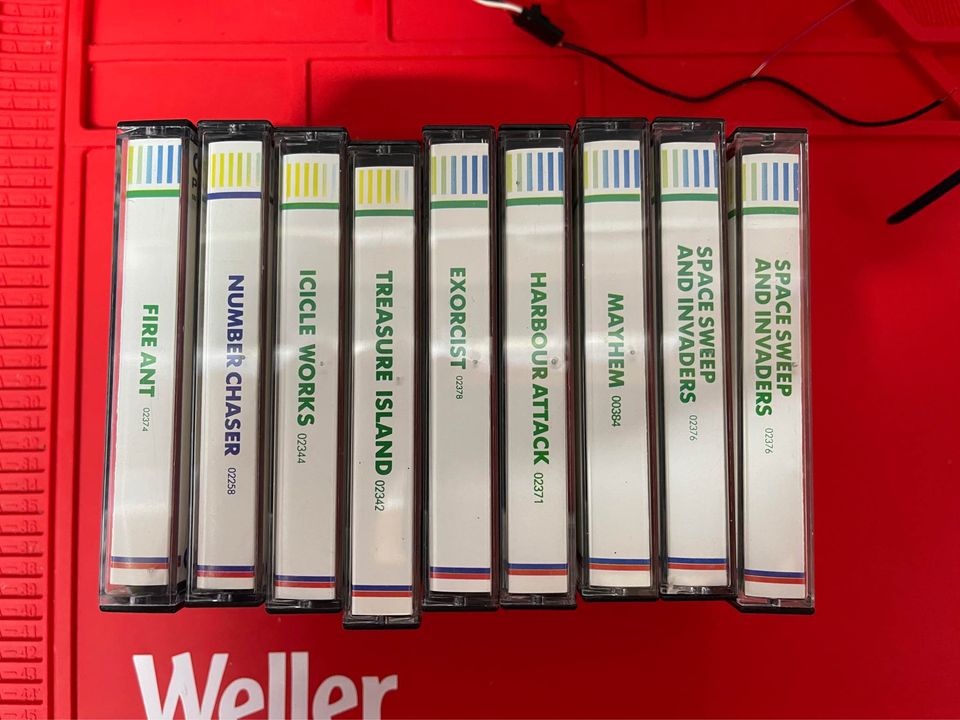 FIRE ANT 02374
NUMBER CHASER 02258
ICICLE WORKS 02344
TREASURE ISLAND 02342
EXORCIST 02378
HARBOUR ATTACK 02371
MAYHEM 00384
SPACE SWEEP
AND INVADERS 02376
SPACE SWEEP
AND INVADERS 02376
Weller